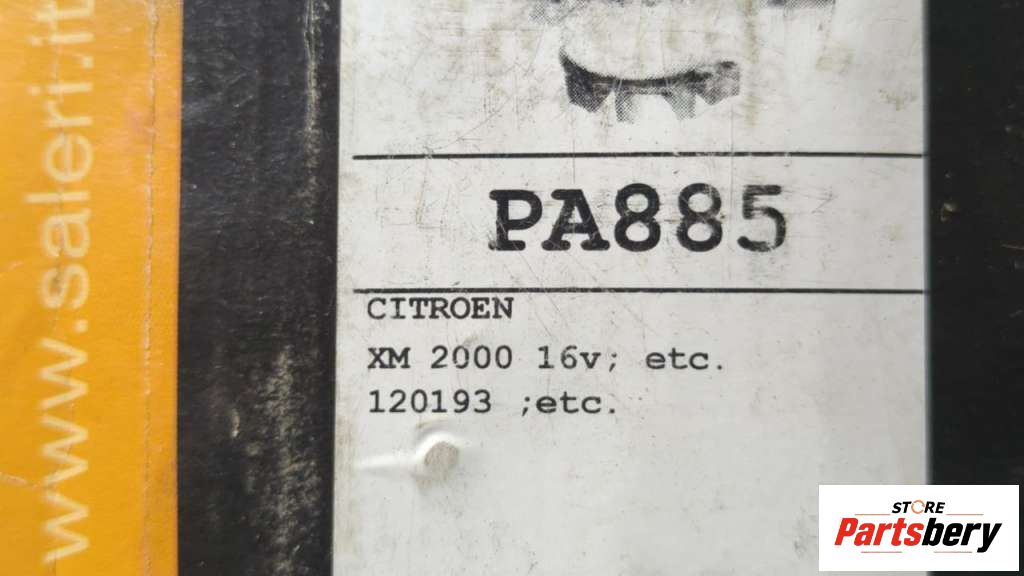 www.saleri.it
PA885
CITROEN
XM 2000 16v; etc.
120193 ;etc.
STORE
Partsbery